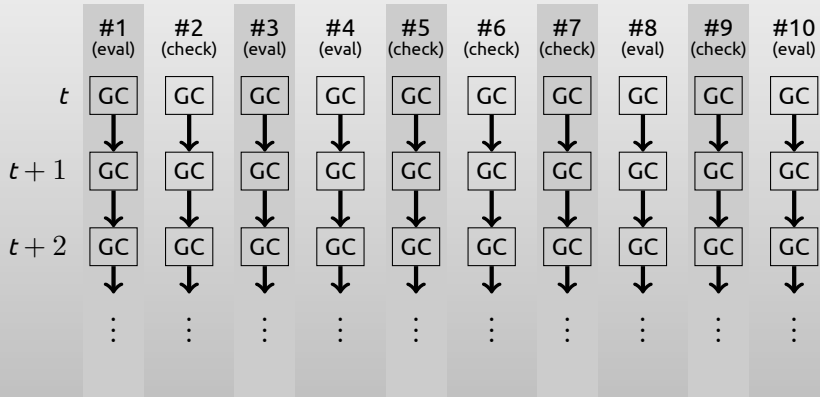 #1 #2 #3 #4 #5 #6 #7 #8 #9 #10
(eval) (check) (eval) (eval) (check) (check) (check) (eval) (check) (eval)
t GC GC GC GC GC GC GC GC GC GC
t + 1 GC GC GC GC GC GC GC GC GC GC
t + 2 GC GC GC GC GC GC GC GC GC GC
⋮ ⋮ ⋮ ⋮ ⋮ ⋮ ⋮ ⋮ ⋮ ⋮